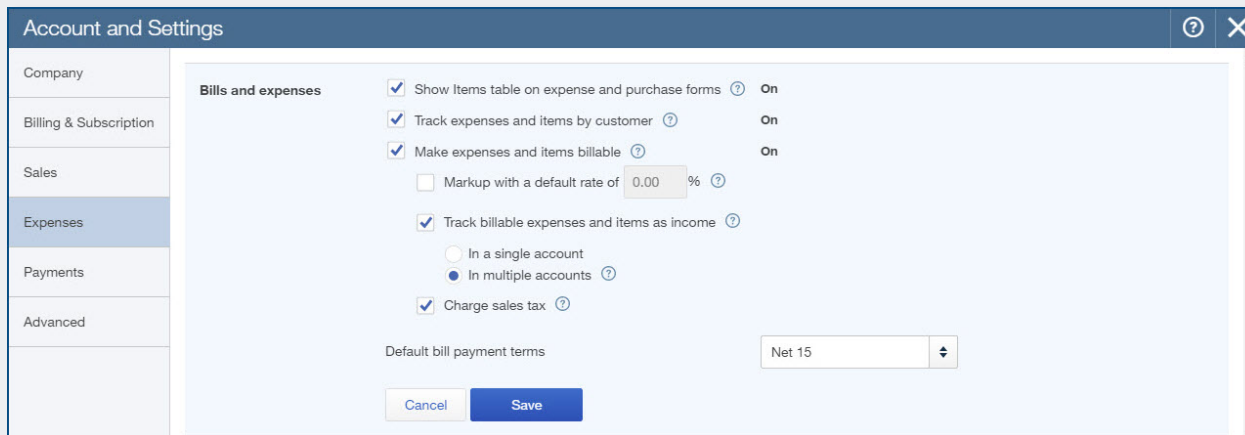 Account and Settings
Company
Billing & Subscription
Sales
Expenses
Payments
Advanced
Bills and expenses
Show Items table on expense and purchase forms ? On
Track expenses and items by customer ? On
Make expenses and items billable ? On
Markup with a default rate of 0.00 % ?
Track billable expenses and items as income ?
In a single account
In multiple accounts ?
Charge sales tax ?
Default bill payment terms Net 15
Cancel Save